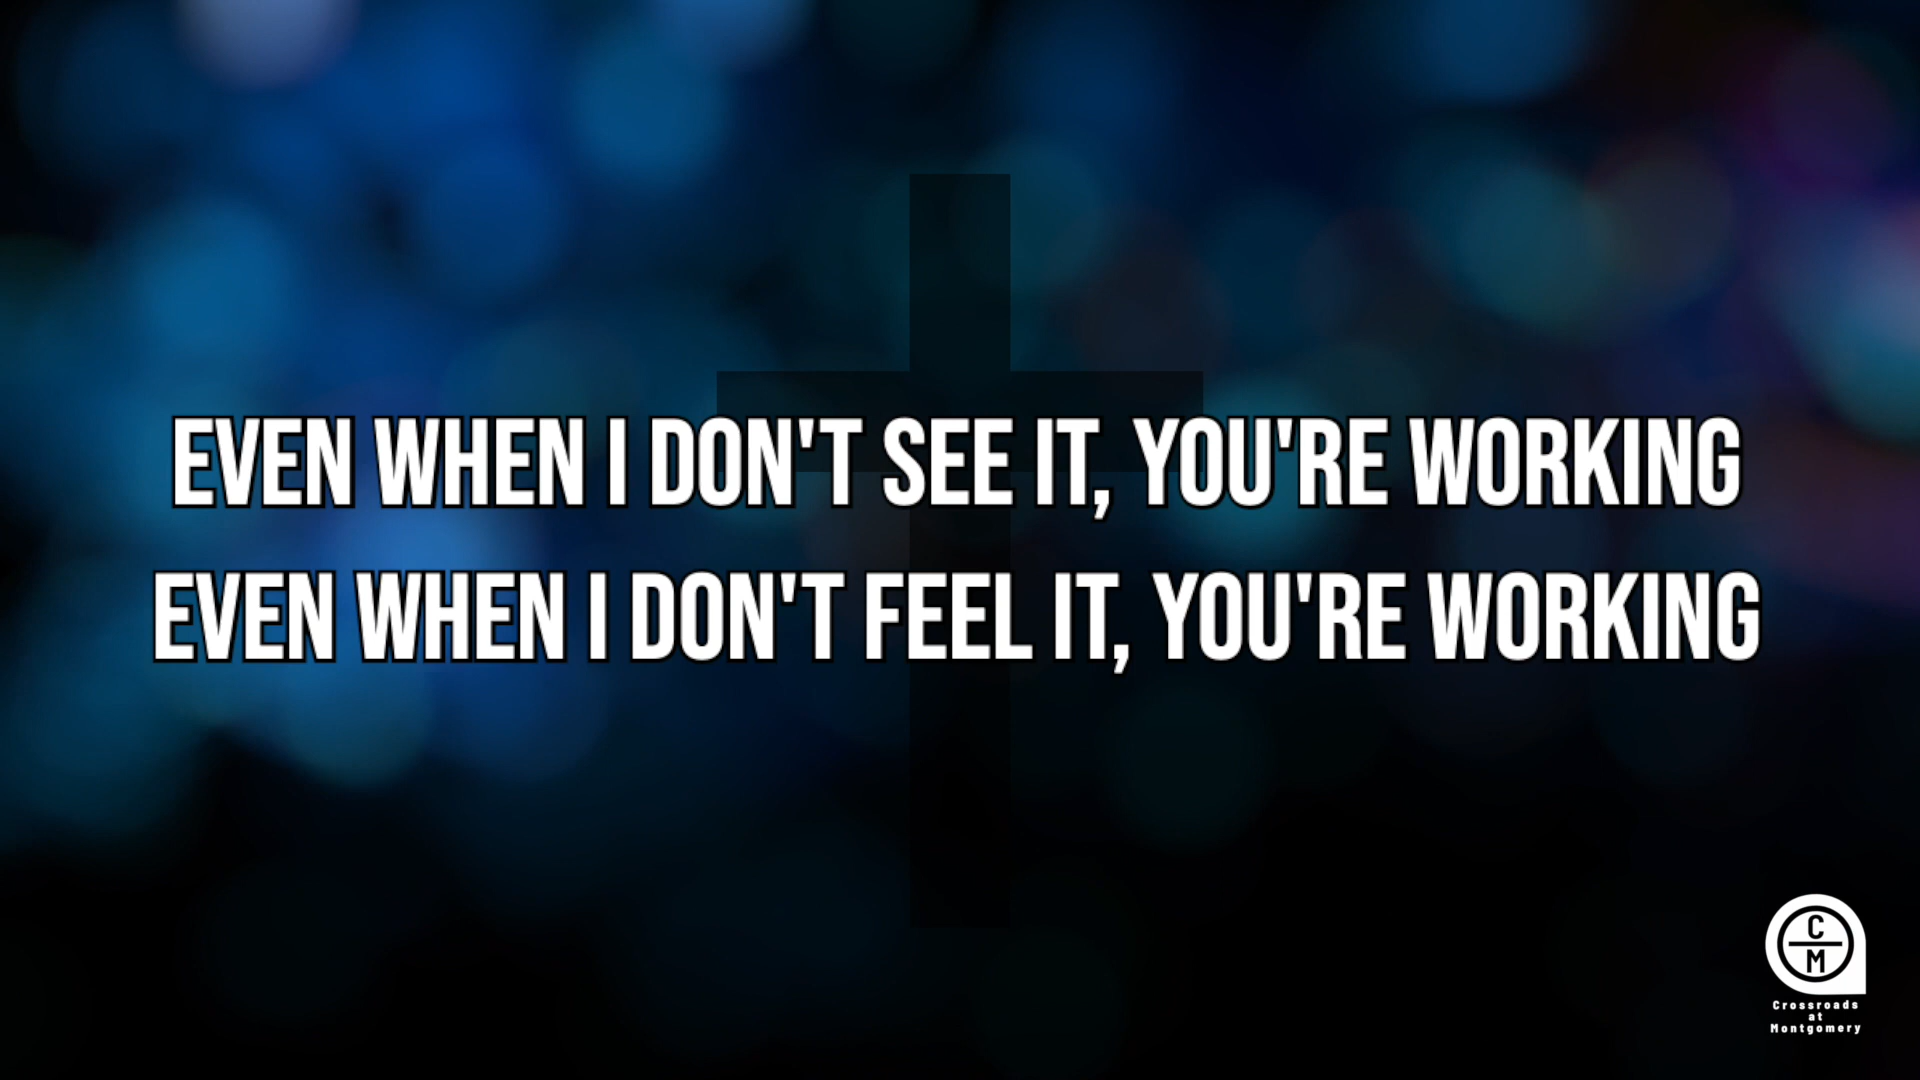 EVEN WHEN I DON'T SEE IT, YOU'RE WORKING
EVEN WHEN I DON'T FEEL IT, YOU'RE WORKING
C
M
Crossroads
at
Montgomery